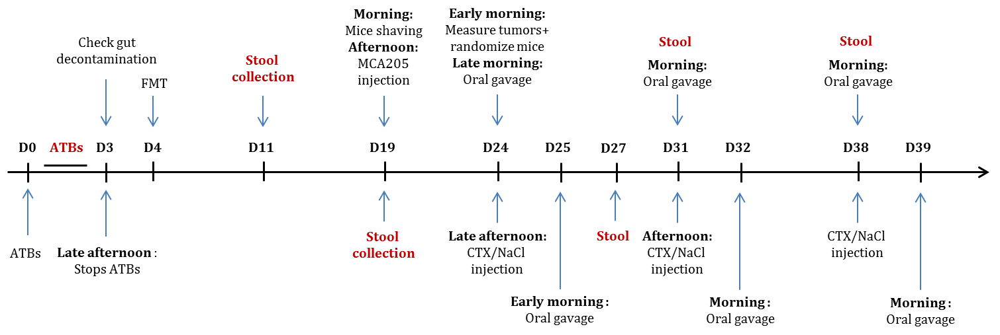 Check gut
decontamination
FMT
Stool
collection
Morning:
Mice shaving
Afternoon:
MCA205
injection
Early morning:
Measure tumors+
randomize mice
Late morning:
Oral gavage
Stool
Morning:
Oral gavage
Stool
Morning:
Oral gavage
D0 ATBs D3 D4 D11 D19 D24 D25 D27 D31 D32 D38 D39
ATBs
Late afternoon :
Stops ATBs
Stool
collection
Late afternoon:
CTX/NaCl
injection
Early morning :
Oral gavage
Stool
Afternoon:
CTX/NaCl
injection
Morning :
Oral gavage
CTX/NaCl
injection
Morning :
Oral gavage